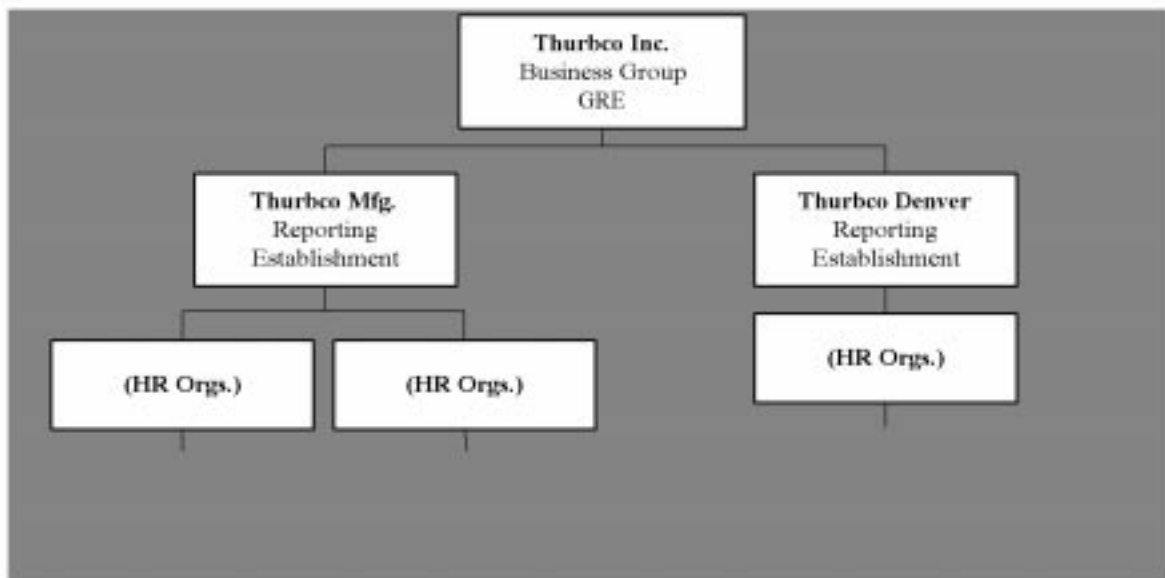 Thurbco Inc.
Business Group
GRE
Thurbco Mfg.
Reporting
Establishment
Thurbco Denver
Reporting
Establishment
(HR Orgs.)
(HR Orgs.)
(HR Orgs.)